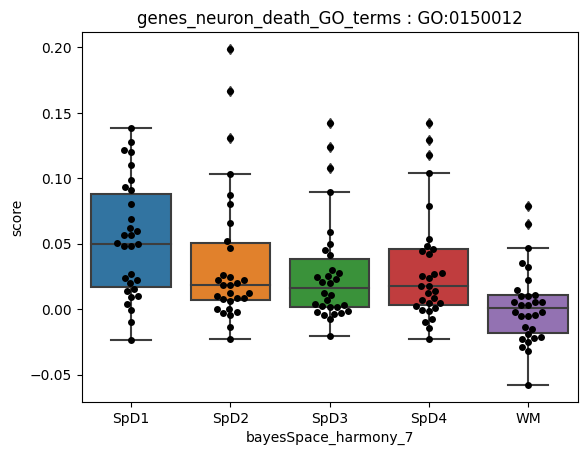 genes_neuron_death_GO_terms : GO:0150012
0.20
0.15
0.10
0.05
0.00
−0.05
score
SpD1 SpD2 SpD3 SpD4 WM
bayesSpace_harmony_7